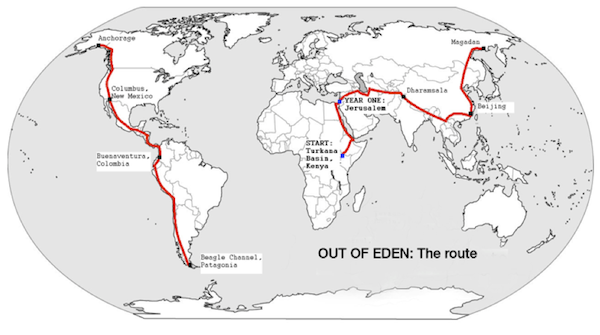 Anchorage
Magadan
Columbus,
New Mexico
Dharamsala
YEAR ONE:
Jerusalem
Beijing
START:
Turkana
Basin,
Kenya
Buenaventura,
Colombia
OUT OF EDEN: The route
Beagle Channel,
Patagonia